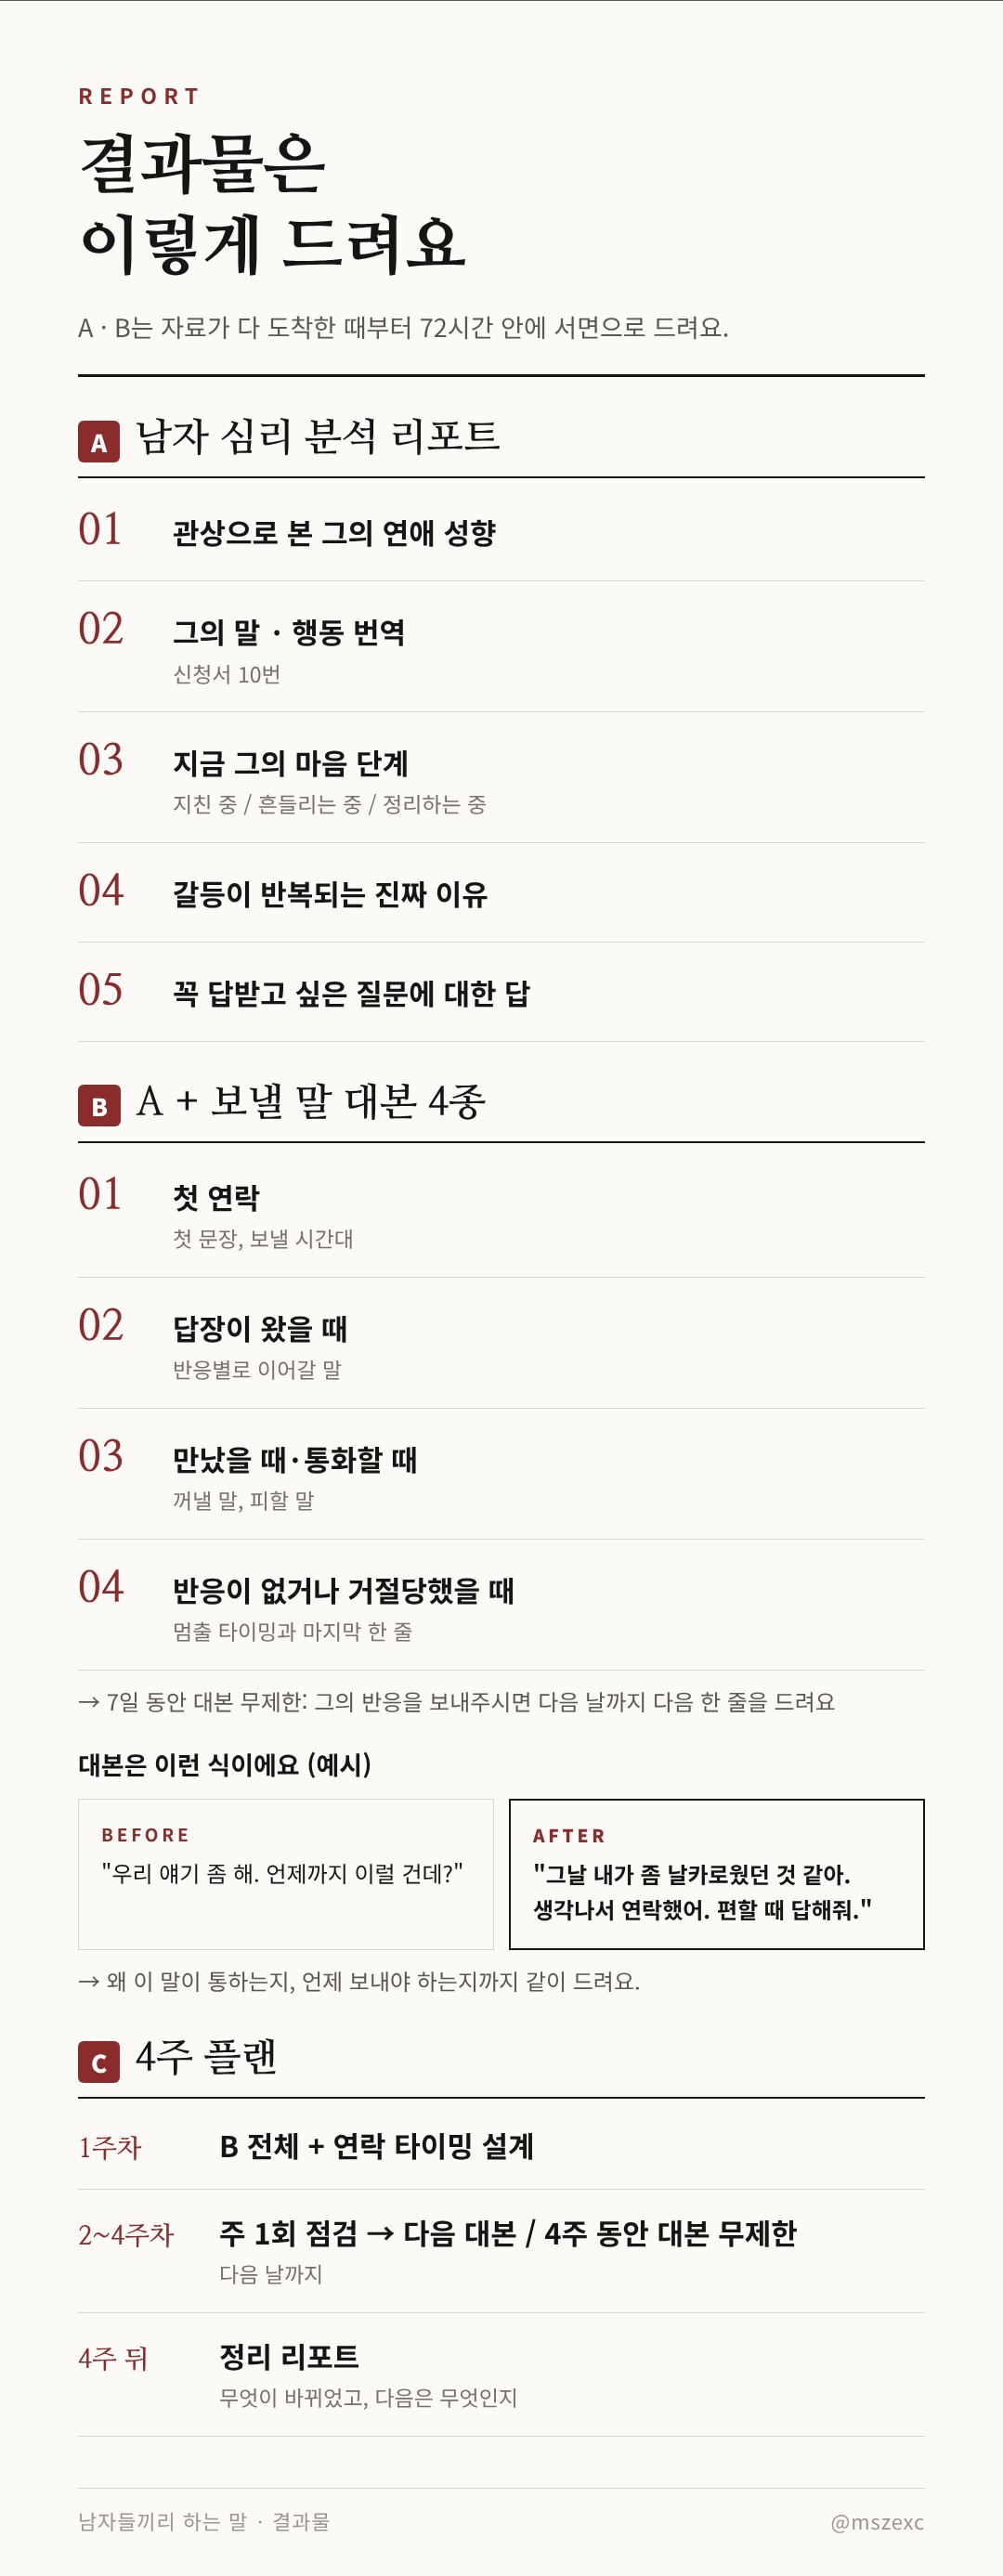 REPORT
결과물은
이렇게 드려요
A · B는 자료가 다 도착한 때부터 72시간 안에 서면으로 드려요.
A 남자 심리 분석 리포트
01 관상으로 본 그의 연애 성향
02 그의 말 · 행동 번역
신청서 10번
03 지금 그의 마음 단계
지친 중 / 흔들리는 중 / 정리하는 중
04 갈등이 반복되는 진짜 이유
05 꼭 답받고 싶은 질문에 대한 답
B A + 보낼 말 대본 4종
01 첫 연락
첫 문장, 보낼 시간대
02 답장이 왔을 때
반응별로 이어갈 말
03 만났을 때·통화할 때
꺼낼 말, 피할 말
04 반응이 없거나 거절당했을 때
멈출 타이밍과 마지막 한 줄
→ 7일 동안 대본 무제한: 그의 반응을 보내주시면 다음 날까지 다음 한 줄을 드려요
대본은 이런 식이에요 (예시)
BEFORE
"우리 얘기 좀 해. 언제까지 이럴 건데?"
AFTER
"그날 내가 좀 날카로웠던 것 같아.
생각나서 연락했어. 편할 때 답해줘."
→ 왜 이 말이 통하는지, 언제 보내야 하는지까지 같이 드려요.
C 4주 플랜
1주차 B 전체 + 연락 타이밍 설계
2~4주차 주 1회 점검 → 다음 대본 / 4주 동안 대본 무제한
다음 날까지
4주 뒤 정리 리포트
무엇이 바뀌었고, 다음은 무엇인지
남자들끼리 하는 말 · 결과물 @mszexc